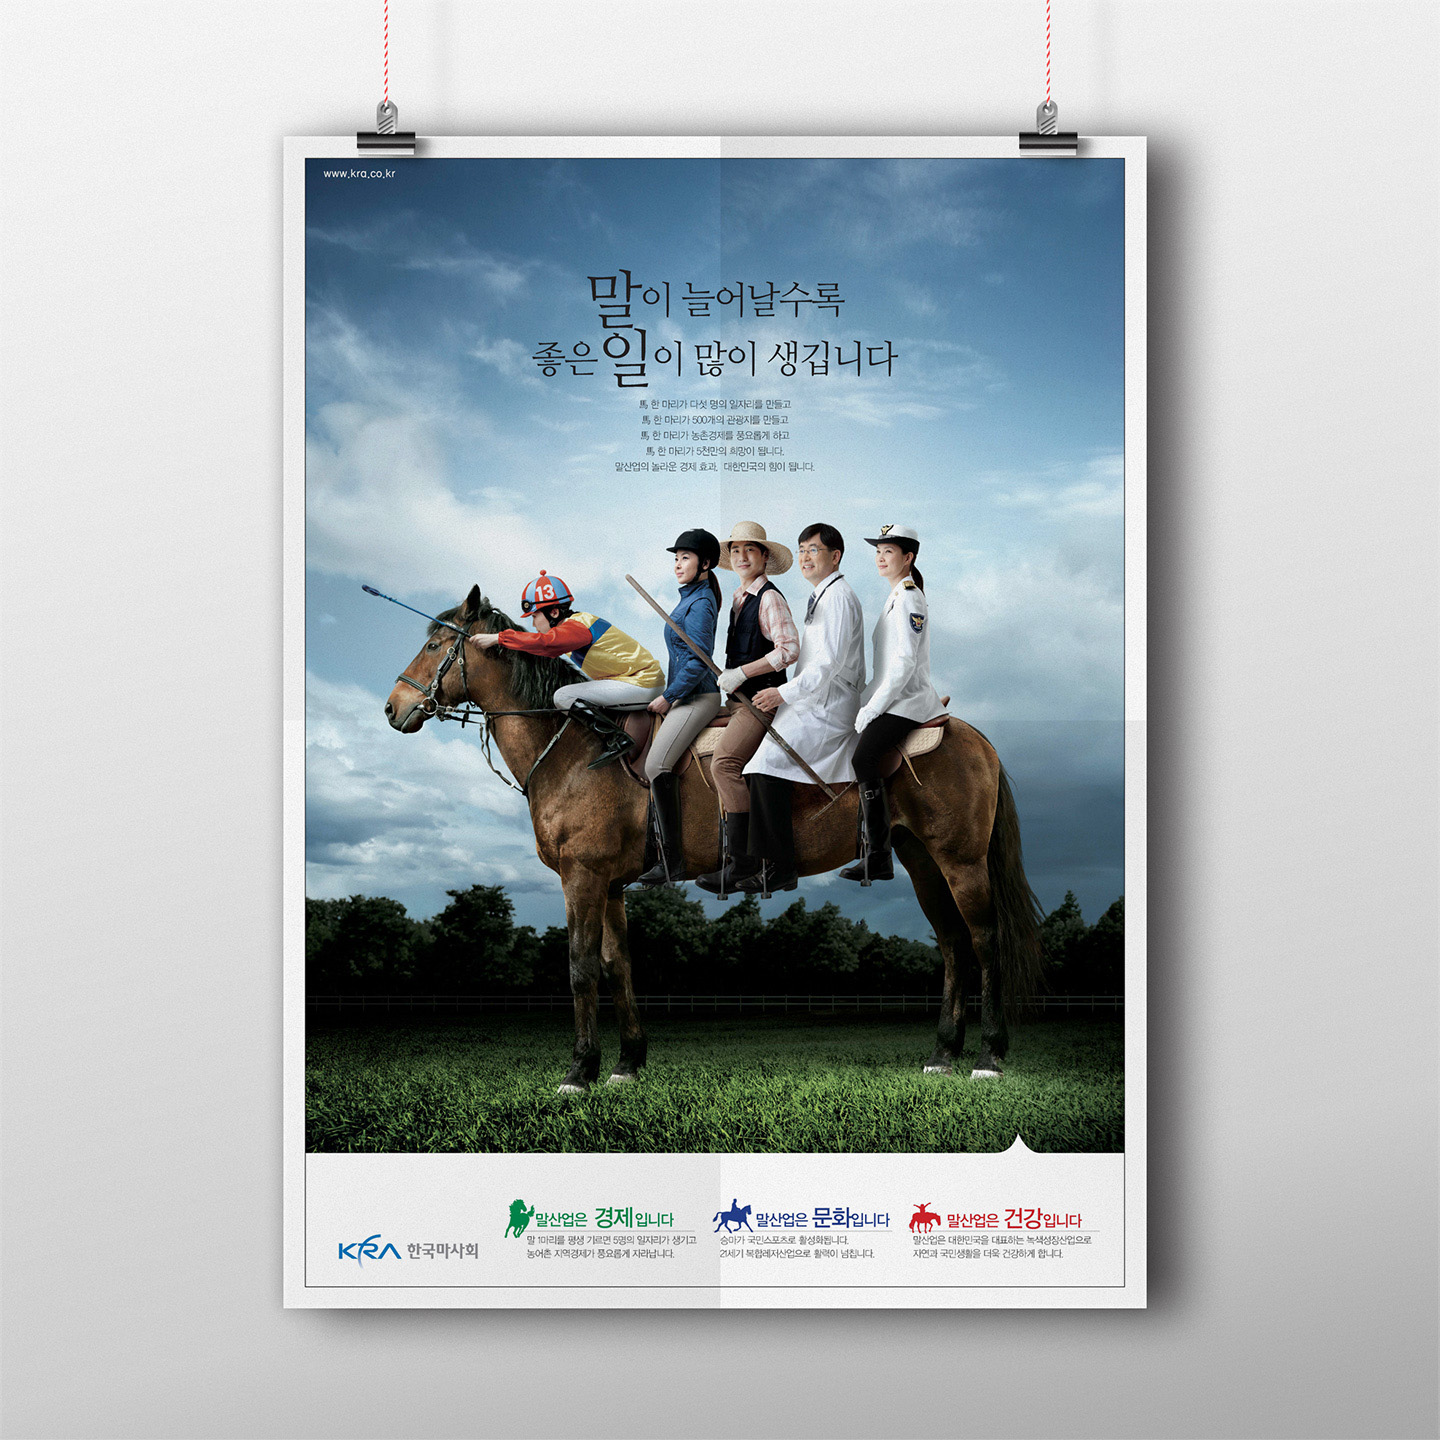 www.kra.co.kr
말이 늘어날수록
좋은 일이 많이 생깁니다
馬 한 마리가 다섯 명의 일자리를 만들고
馬 한 마리가 500개의 관광지를 만들고
馬 한 마리가 농촌경제를 풍요롭게 하고
馬 한 마리가 5천만의 희망이 됩니다.
말산업의 놀라운 경제 효과, 대한민국의 힘이 됩니다.
13
말산업은 경제입니다
말 1마리를 평생 기르면 5명의 일자리가 생기고
농어촌 지역경제가 풍요롭게 자라납니다.
말산업은 문화입니다
승마가 국민스포츠로 활성화됩니다.
21세기 복합레저산업으로 활력이 넘칩니다.
말산업은 건강입니다
말산업은 대한민국을 대표하는 녹색성장산업으로
자연과 국민생활을 더욱 건강하게 합니다.
KRA 한국마사회